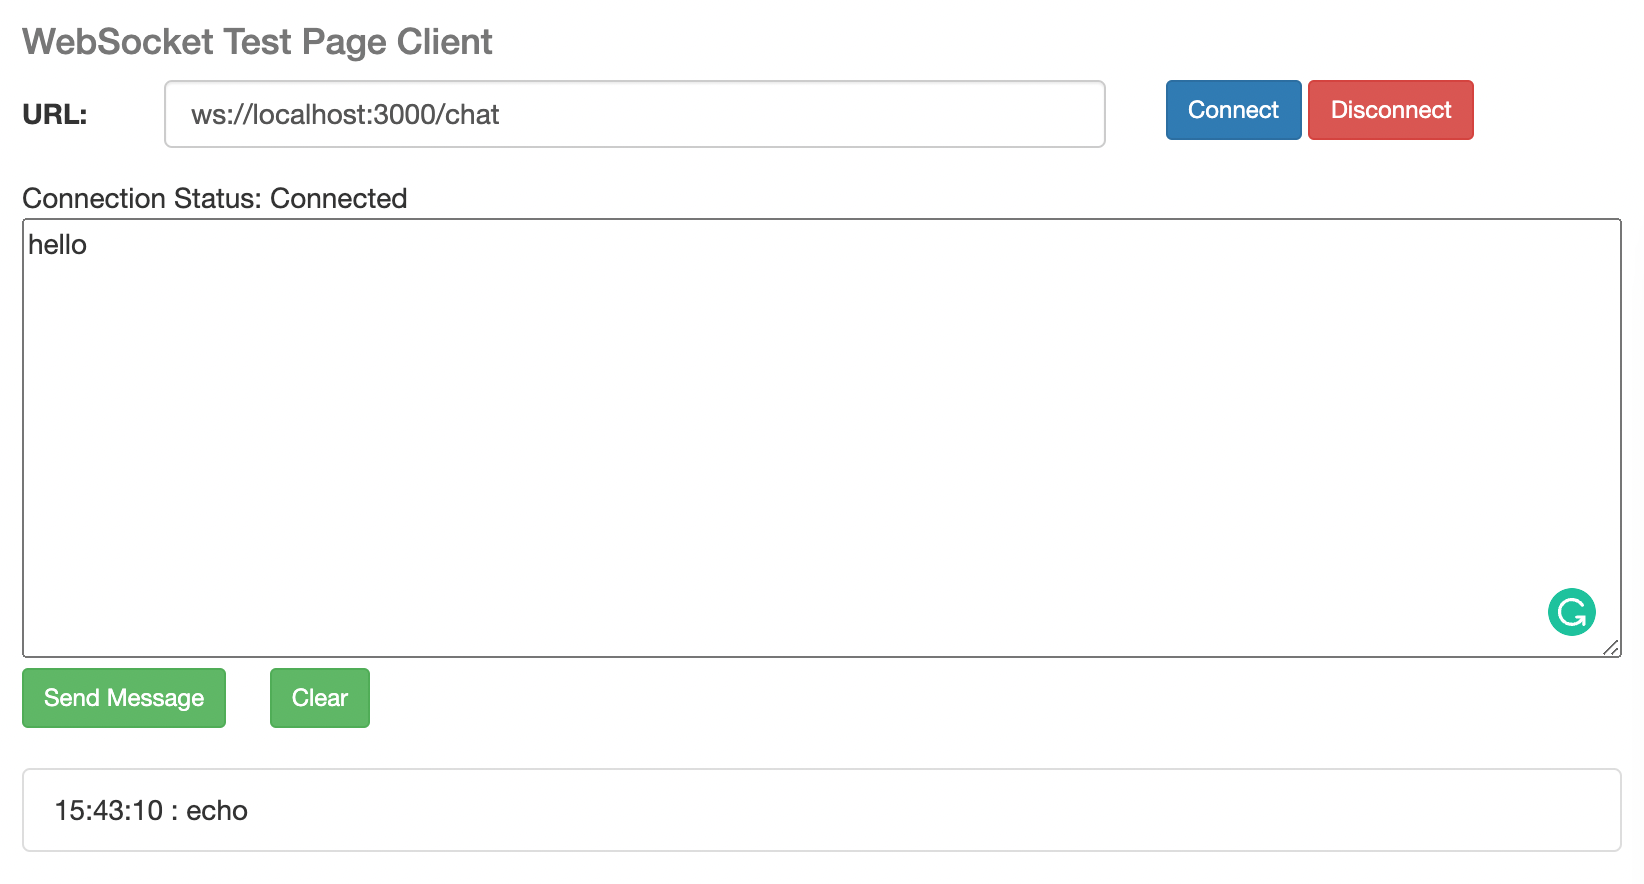 WebSocket Test Page Client
URL: ws://localhost:3000/chat Connect Disconnect
Connection Status: Connected
hello
Send Message Clear
15:43:10 : echo